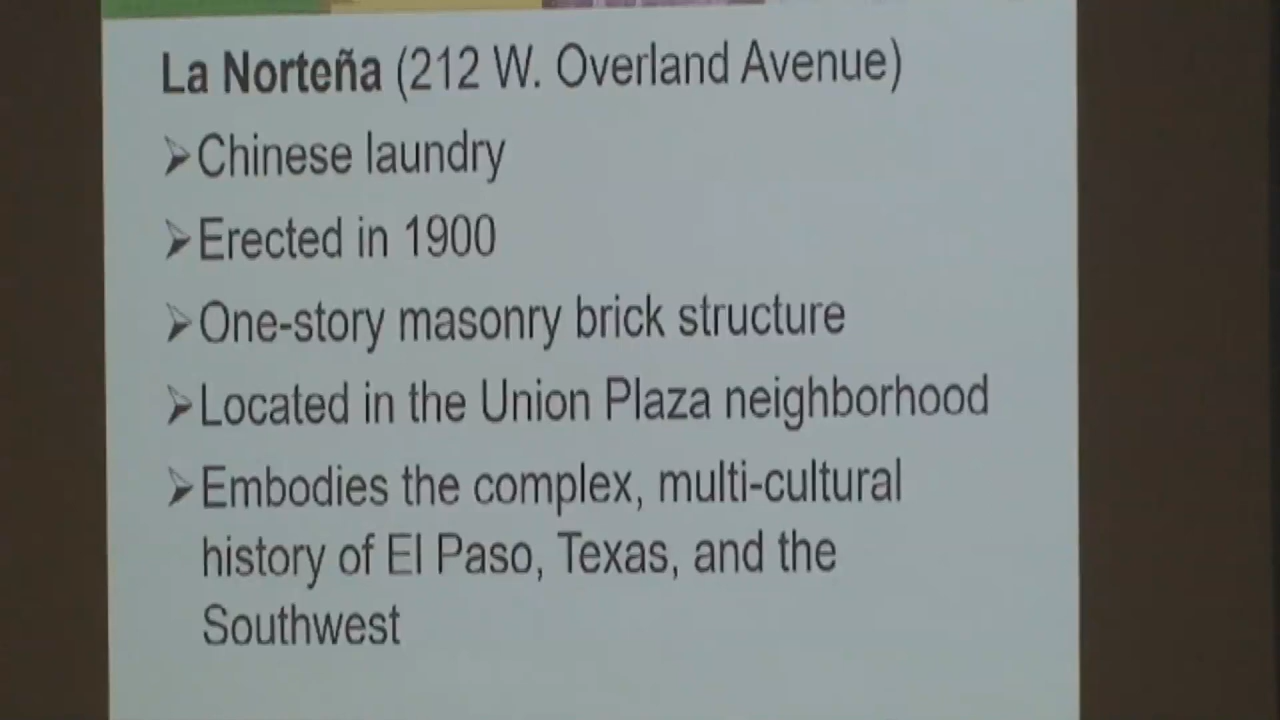 La Norteña (212 W. Overland Avenue)
➢Chinese laundry
➢Erected in 1900
➢One-story masonry brick structure
➢Located in the Union Plaza neighborhood
➢Embodies the complex, multi-cultural
history of El Paso, Texas, and the
Southwest